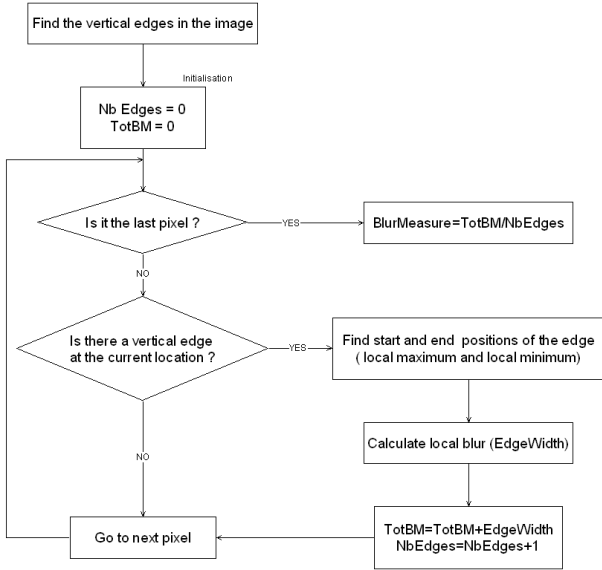 Find the vertical edges in the image
Initialisation
Nb Edges = 0
TotBM = 0
Is it the last pixel ?
YES
BlurMeasure=TotBM/NbEdges
NO
Is there a vertical edge
at the current location ?
YES
Find start and end positions of the edge
( local maximum and local minimum)
Calculate local blur (EdgeWidth)
NO
TotBM=TotBM+EdgeWidth
NbEdges=NbEdges+1
Go to next pixel